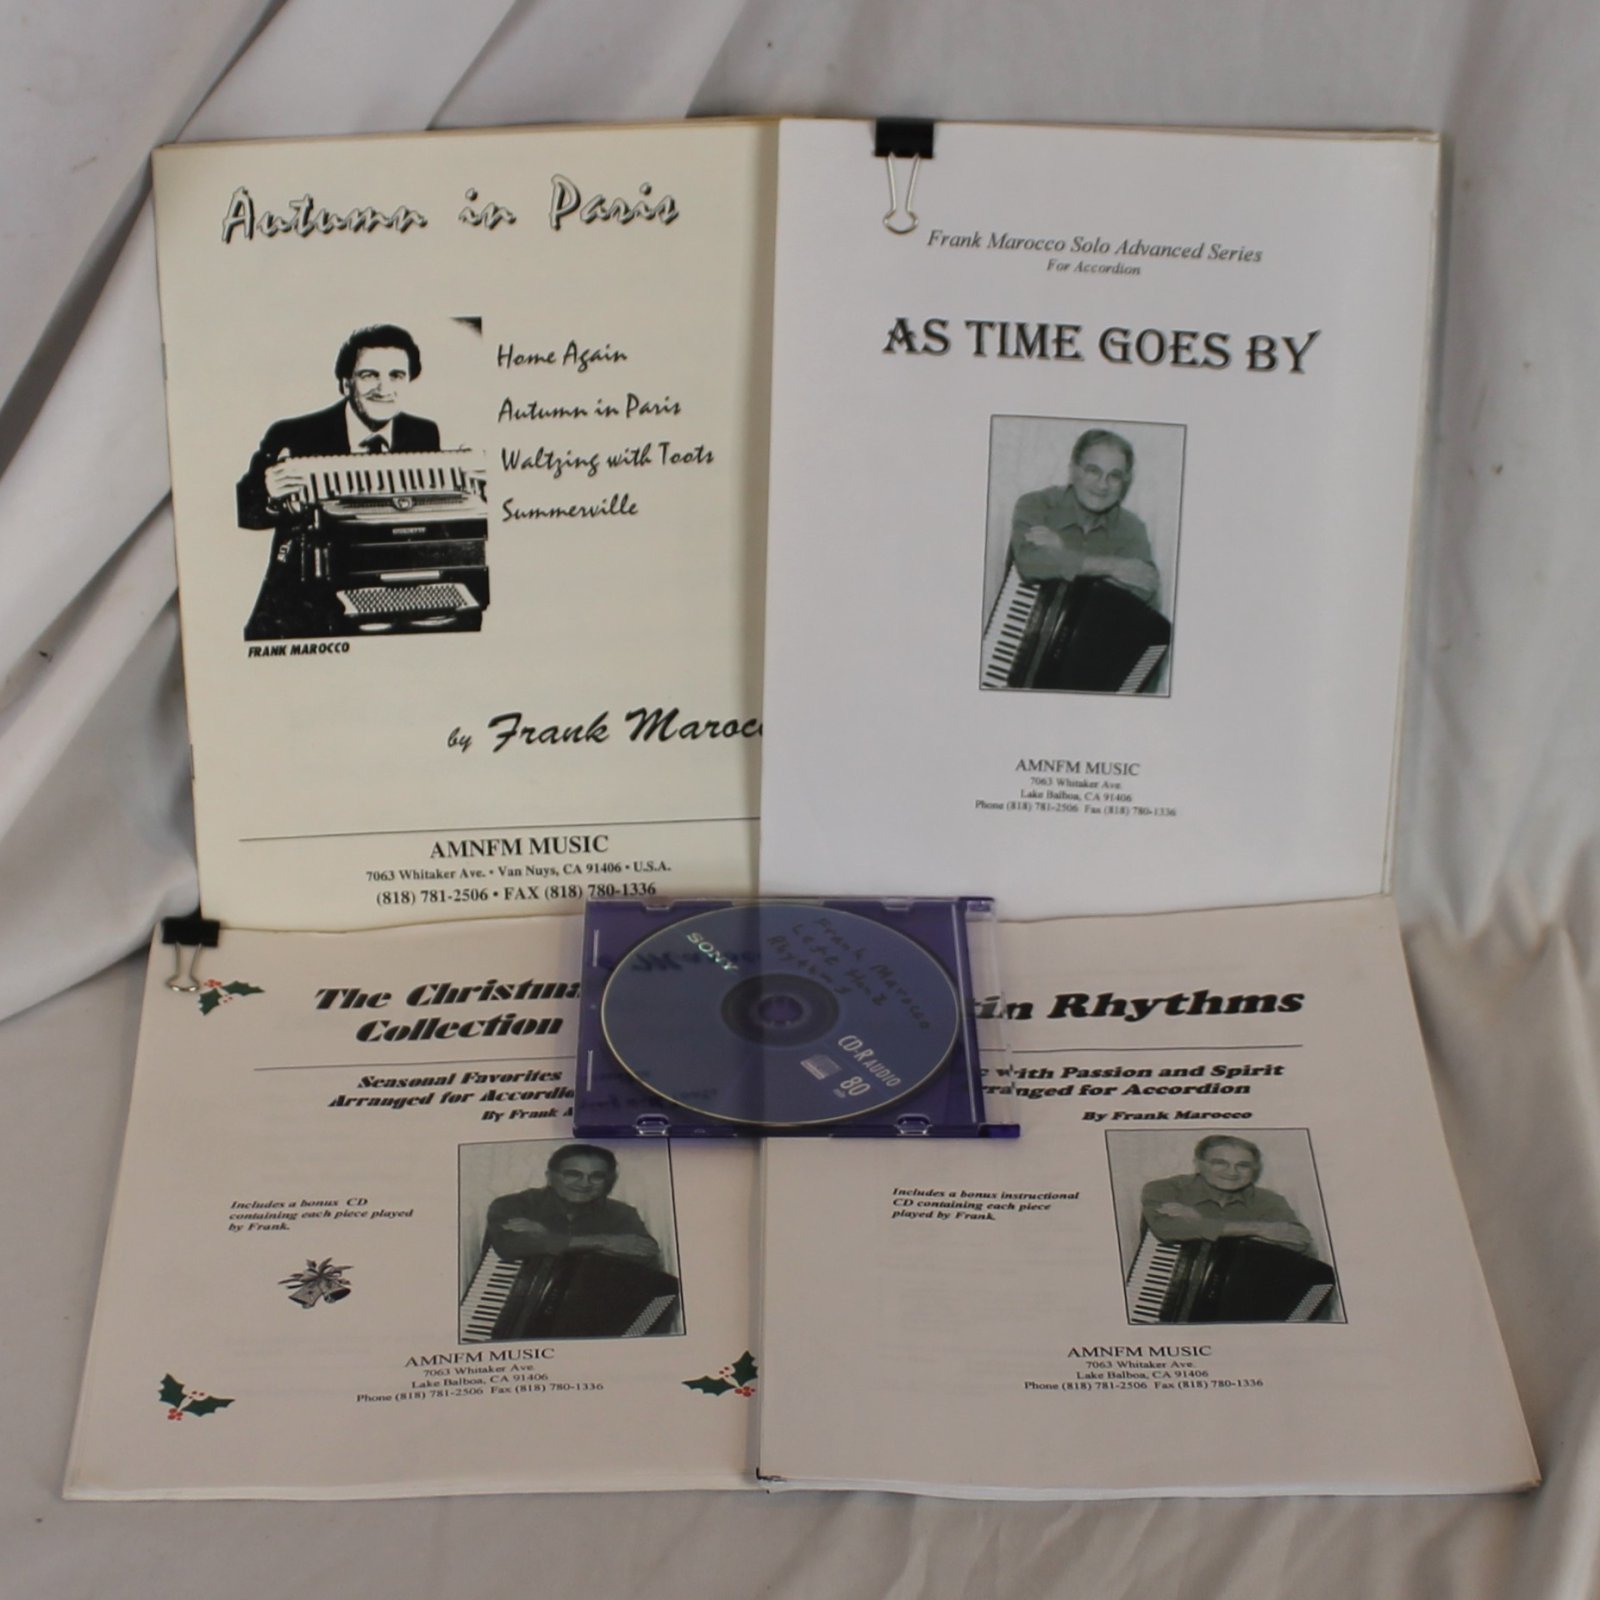 Autumn in Paris
Home Again
Autumn in Paris
Waltzing with Toots
Summerville
FRANK MAROCCO
by Frank Maroc
AMNFM MUSIC
7063 Whitaker Ave. • Van Nuys, CA 91406 • U.S.A.
(818) 781-2506 • FAX (818) 780-1336
Frank Marocco Solo Advanced Series
For Accordion
AS TIME GOES BY
AMNFM MUSIC
7063 Whitaker Ave.
Lake Balboa, CA 91406
Phone (818) 781-2506 Fax (818) 780-1336
SONY
Frank Marocco
Left Hand
Rhythms
CD-R AUDIO
80
The Christma
Collection
Seasonal Favorites
Arranged for Accordio
By Frank
Includes a bonus CD
containing each piece played
by Frank.
AMNFM MUSIC
7063 Whitaker Ave.
Lake Balboa, CA 91406
Phone (818) 781-2506 Fax (818) 780-1336
tin Rhythms
with Passion and Spirit
rranged for Accordion
By Frank Marocco
Includes a bonus instructional
CD containing each piece
played by Frank.
AMNFM MUSIC
7063 Whitaker Ave.
Lake Balboa, CA 91406
Phone (818) 781-2506 Fax (818) 780-1336